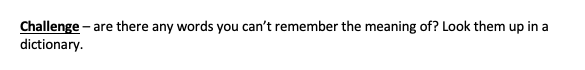 Challenge – are there any words you can’t remember the meaning of? Look them up in a
dictionary.